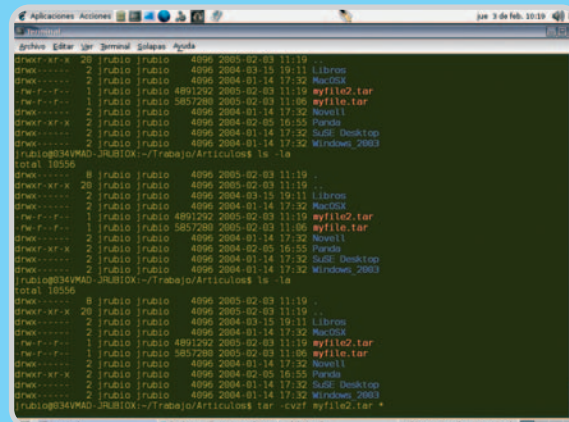 Aplicaciones Acciones jue 3 de feb. 10:19
Terminal
Archivo Editar Ver Terminal Solapas Ayuda
drwxr-xr-x 20 jrubio jrubio 4096 2005-02-03 11:19 ..
drwx------ 2 jrubio jrubio 4096 2004-03-15 19:11 Libros
drwx------ 2 jrubio jrubio 4096 2004-01-14 17:32 MacOSX
-rw-r--r-- 1 jrubio jrubio 4891292 2005-02-03 11:19 myfile2.tar
-rw-r--r-- 1 jrubio jrubio 5857280 2005-02-03 11:06 myfile.tar
drwx------ 2 jrubio jrubio 4096 2004-01-14 17:32 Novell
drwxr-xr-x 2 jrubio jrubio 4096 2004-02-05 16:55 Panda
drwx------ 2 jrubio jrubio 4096 2004-01-14 17:32 SuSE Desktop
drwx------ 2 jrubio jrubio 4096 2004-01-14 17:32 Windows_2003
jrubio@034VMAD-JRUBIOX:~/Trabajo/Articulos$ ls -la
total 10556
drwx------ 8 jrubio jrubio 4096 2005-02-03 11:19 .
drwxr-xr-x 20 jrubio jrubio 4096 2005-02-03 11:19 ..
drwx------ 2 jrubio jrubio 4096 2004-03-15 19:11 Libros
drwx------ 2 jrubio jrubio 4096 2004-01-14 17:32 MacOSX
-rw-r--r-- 1 jrubio jrubio 4891292 2005-02-03 11:19 myfile2.tar
-rw-r--r-- 1 jrubio jrubio 5857280 2005-02-03 11:06 myfile.tar
drwx------ 2 jrubio jrubio 4096 2004-01-14 17:32 Novell
drwxr-xr-x 2 jrubio jrubio 4096 2004-02-05 16:55 Panda
drwx------ 2 jrubio jrubio 4096 2004-01-14 17:32 SuSE Desktop
drwx------ 2 jrubio jrubio 4096 2004-01-14 17:32 Windows_2003
jrubio@034VMAD-JRUBIOX:~/Trabajo/Articulos$ ls -la
total 10556
drwx------ 8 jrubio jrubio 4096 2005-02-03 11:19 .
drwxr-xr-x 20 jrubio jrubio 4096 2005-02-03 11:19 ..
drwx------ 2 jrubio jrubio 4096 2004-03-15 19:11 Libros
drwx------ 2 jrubio jrubio 4096 2004-01-14 17:32 MacOSX
-rw-r--r-- 1 jrubio jrubio 4891292 2005-02-03 11:19 myfile2.tar
-rw-r--r-- 1 jrubio jrubio 5857280 2005-02-03 11:06 myfile.tar
drwx------ 2 jrubio jrubio 4096 2004-01-14 17:32 Novell
drwxr-xr-x 2 jrubio jrubio 4096 2004-02-05 16:55 Panda
drwx------ 2 jrubio jrubio 4096 2004-01-14 17:32 SuSE Desktop
drwx------ 2 jrubio jrubio 4096 2004-01-14 17:32 Windows_2003
jrubio@034VMAD-JRUBIOX:~/Trabajo/Articulos$ tar -cvzf myfile2.tar *